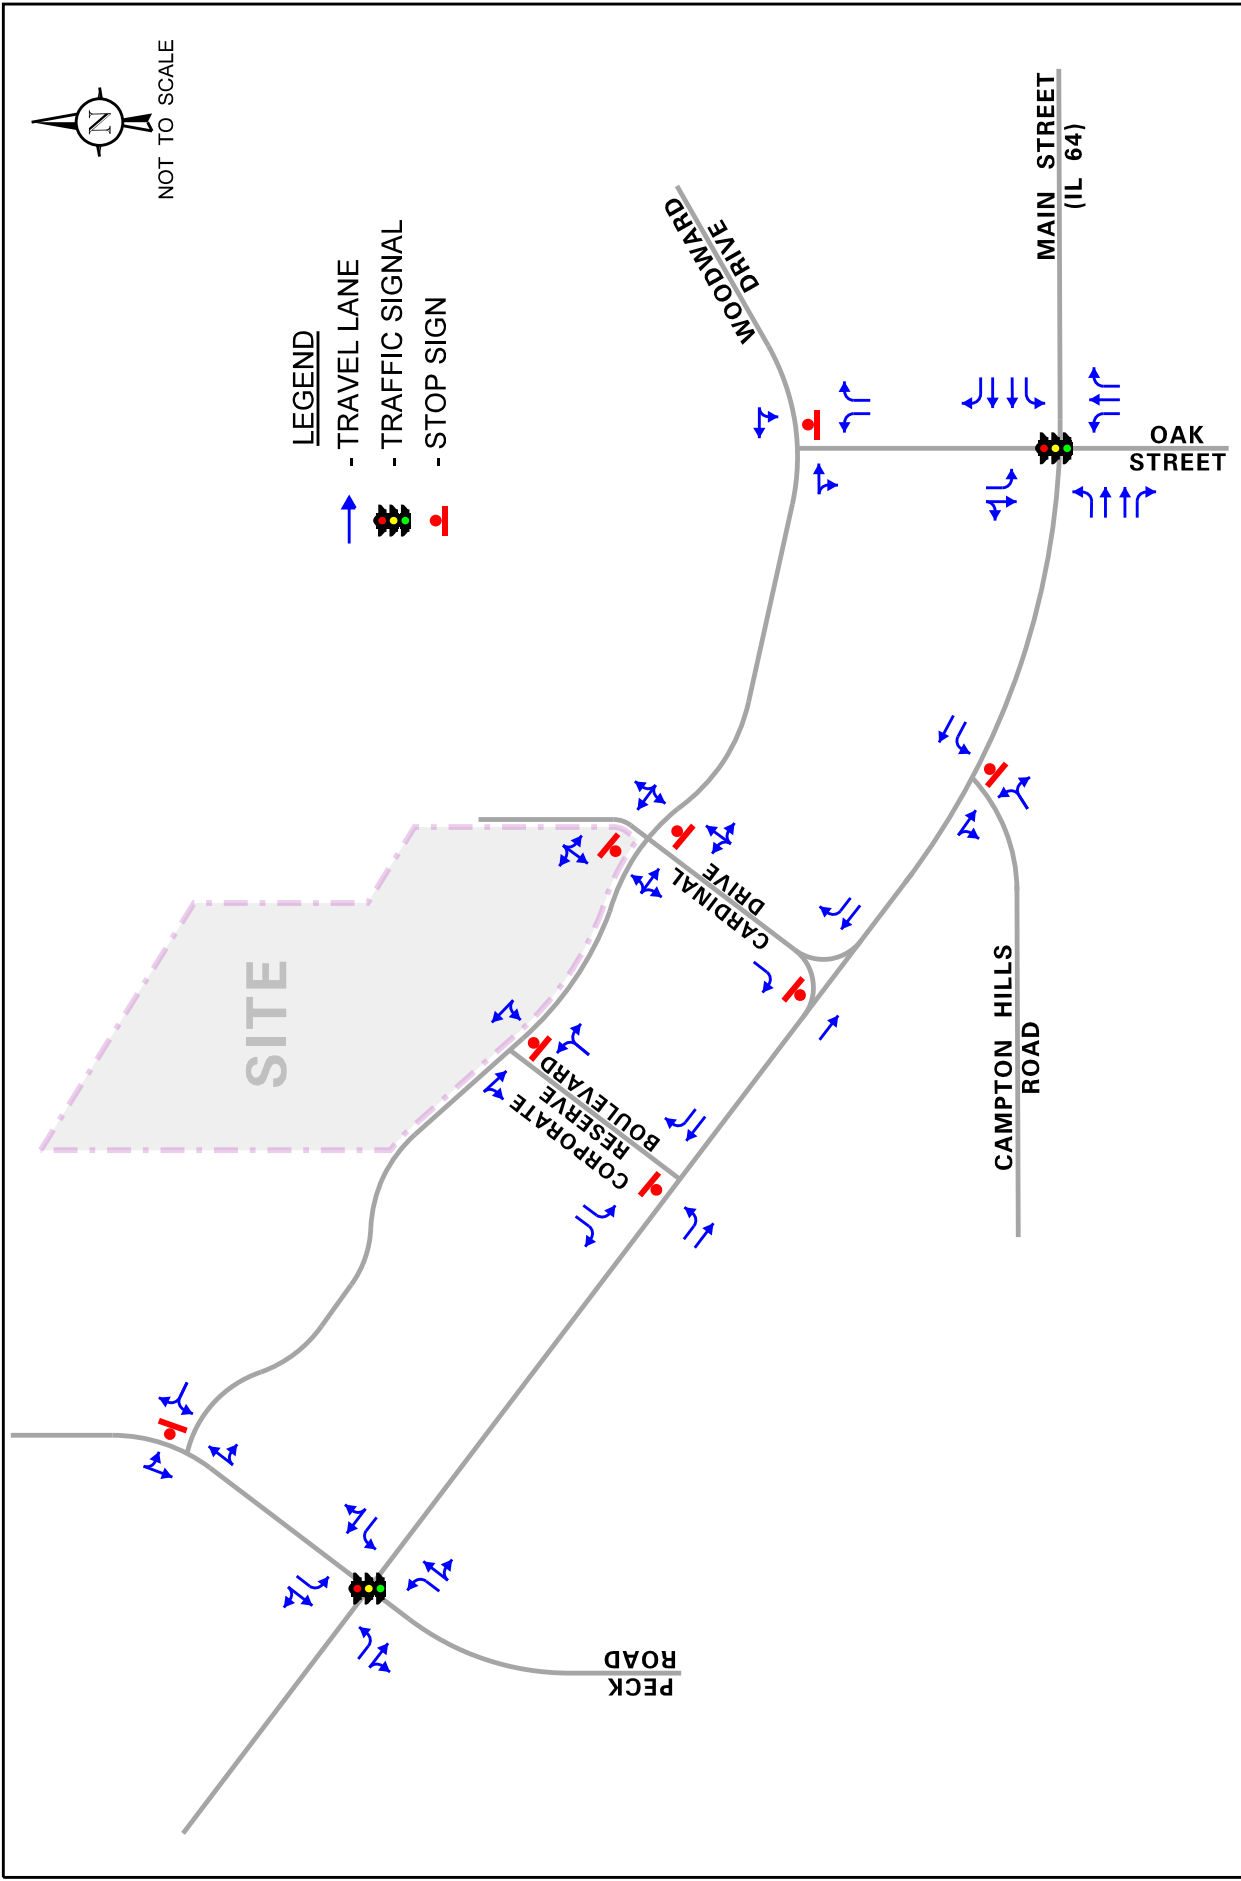 N
NOT TO SCALE
LEGEND
- TRAVEL LANE
- TRAFFIC SIGNAL
- STOP SIGN
SITE
WOODWARD
DRIVE
MAIN STREET
(IL 64)
OAK
STREET
CARDINAL
DRIVE
CORPORATE
RESERVE
BOULEVARD
CAMPTON HILLS
ROAD
PECK
ROAD